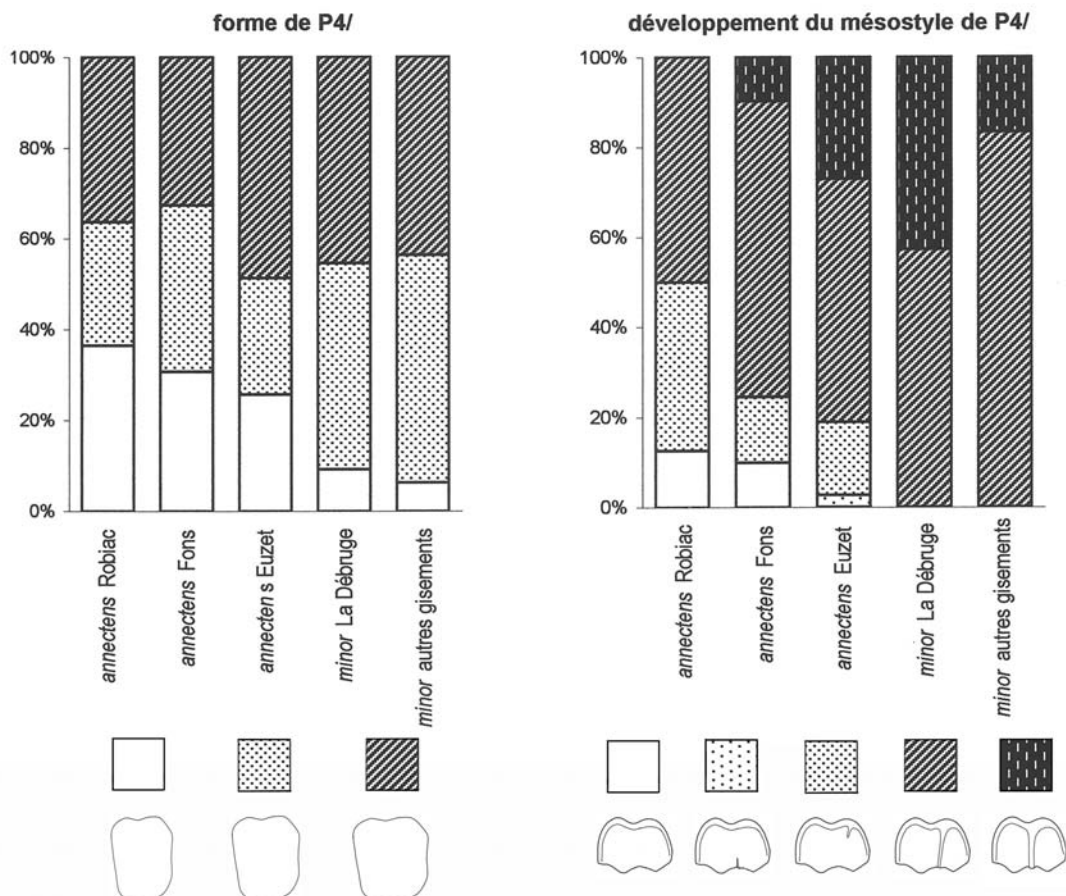 forme de P4/
100%
80%
60%
40%
20%
0%
annectens Robiac
annectens Fons
annecten s Euzet
minor La Débruge
minor autres gisements
développement du mésostyle de P4/
100%
80%
60%
40%
20%
0%
annectens Robiac
annectens Fons
annectens Euzet
minor La Débruge
minor autres gisements